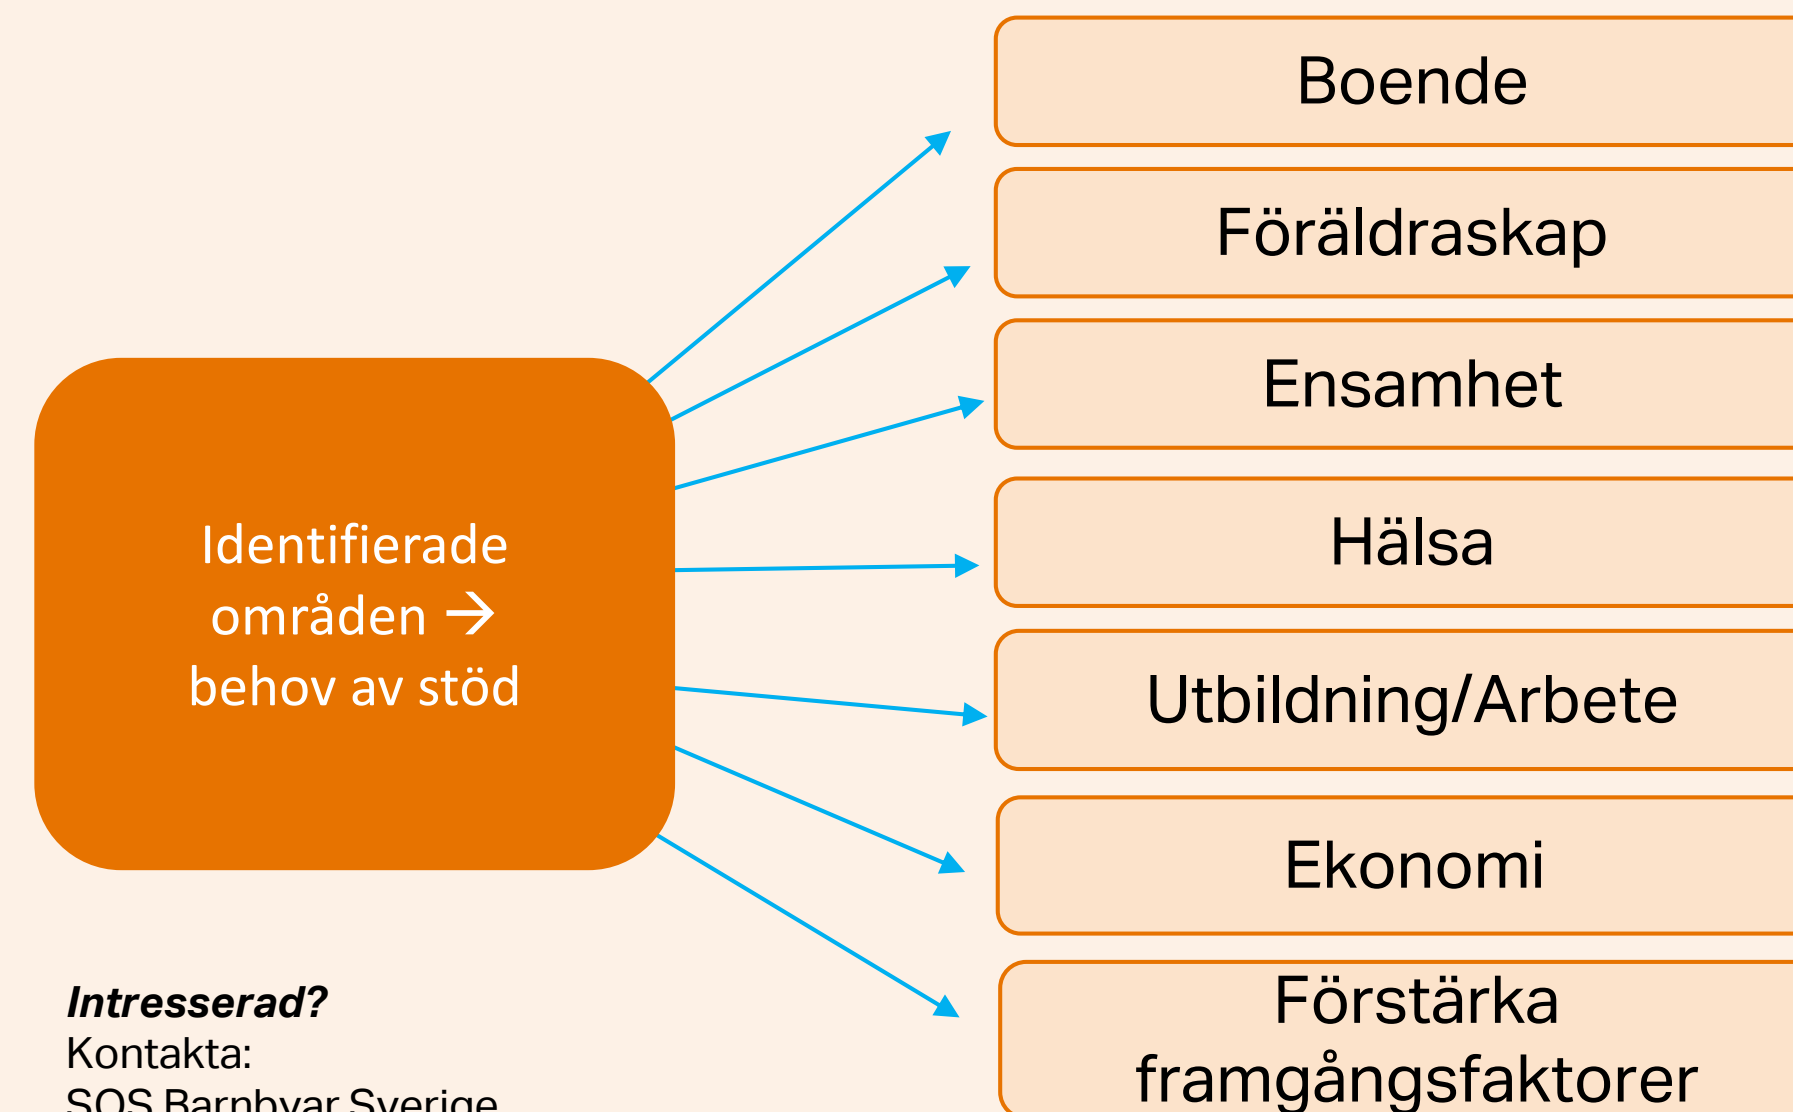 Identifierade
områden →
behov av stöd
Boende
Föräldraskap
Ensamhet
Hälsa
Utbildning/Arbete
Ekonomi
Förstärka
framgångsfaktorer
Intresserad?
Kontakta:
SOS Barnbyar Sverige